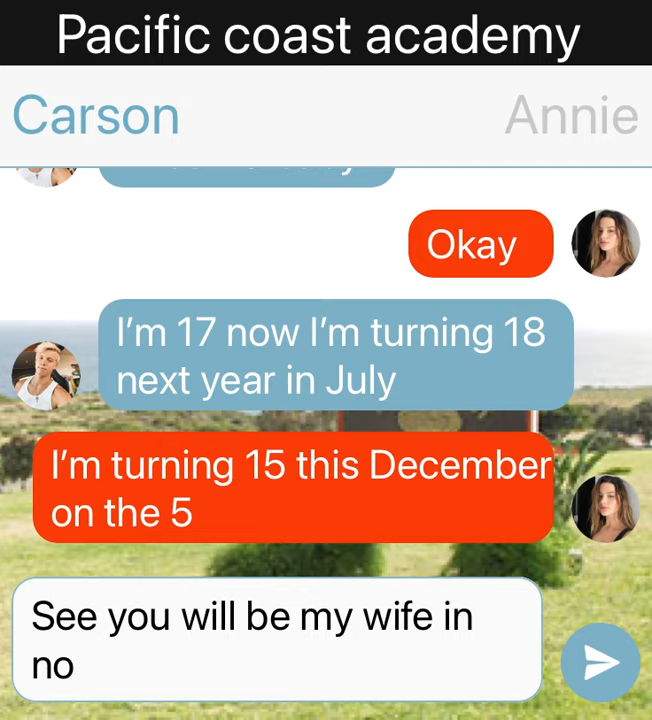 Pacific coast academy
Carson
Annie
Okay
I'm 17 now I'm turning 18
next year in July
I'm turning 15 this December
on the 5
See you will be my wife in
no